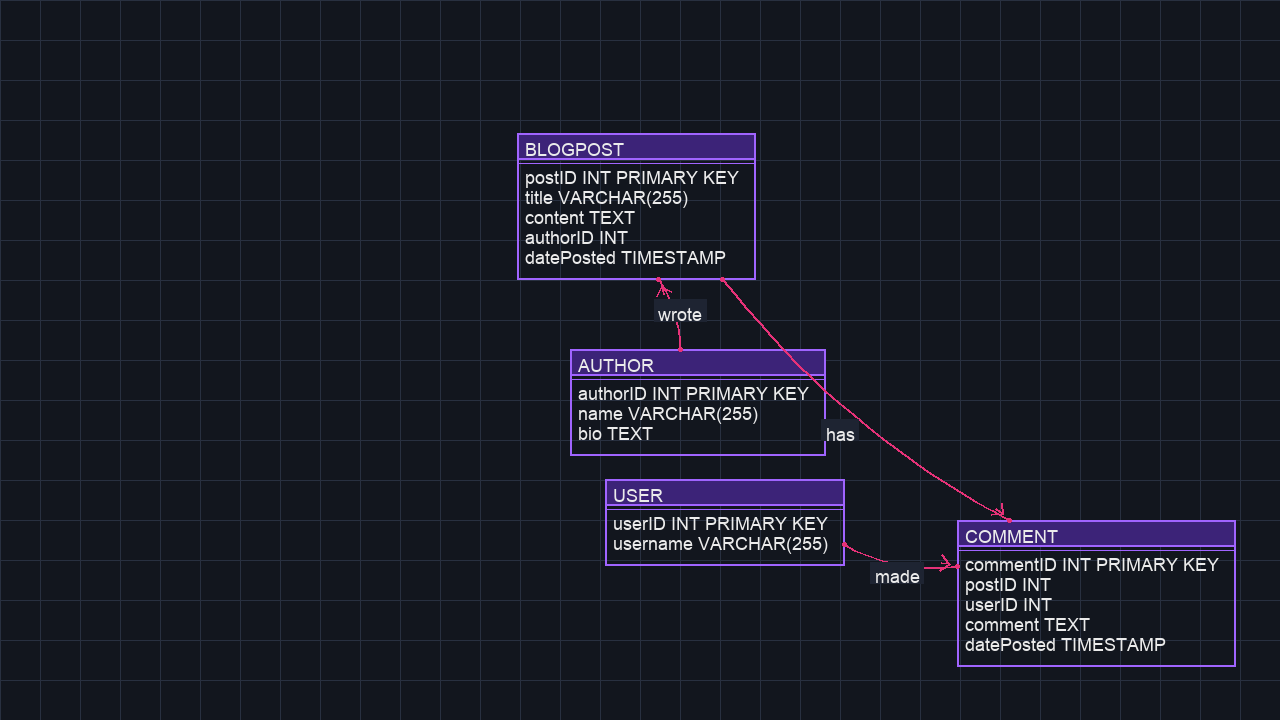 BLOGPOST
postID INT PRIMARY KEY
title VARCHAR(255)
content TEXT
authorID INT
datePosted TIMESTAMP
wrote
AUTHOR
authorID INT PRIMARY KEY
name VARCHAR(255)
bio TEXT
has
USER
userID INT PRIMARY KEY
username VARCHAR(255)
made
COMMENT
commentID INT PRIMARY KEY
postID INT
userID INT
comment TEXT
datePosted TIMESTAMP